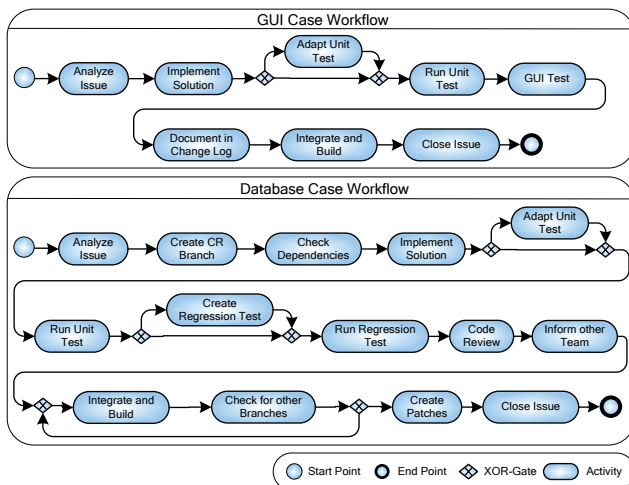 GUI Case Workflow
Adapt Unit
Test
Analyze
Issue
Implement
Solution
Run Unit
Test
GUI Test
Document in
Change Log
Integrate and
Build
Close Issue
Database Case Workflow
Adapt Unit
Test
Analyze
Issue
Create CR
Branch
Check
Dependencies
Implement
Solution
Create
Regression Test
Run Unit
Test
Run Regression
Test
Code
Review
Inform other
Team
Integrate and
Build
Check for other
Branches
Create
Patches
Close Issue
Start Point
End Point
XOR-Gate
Activity